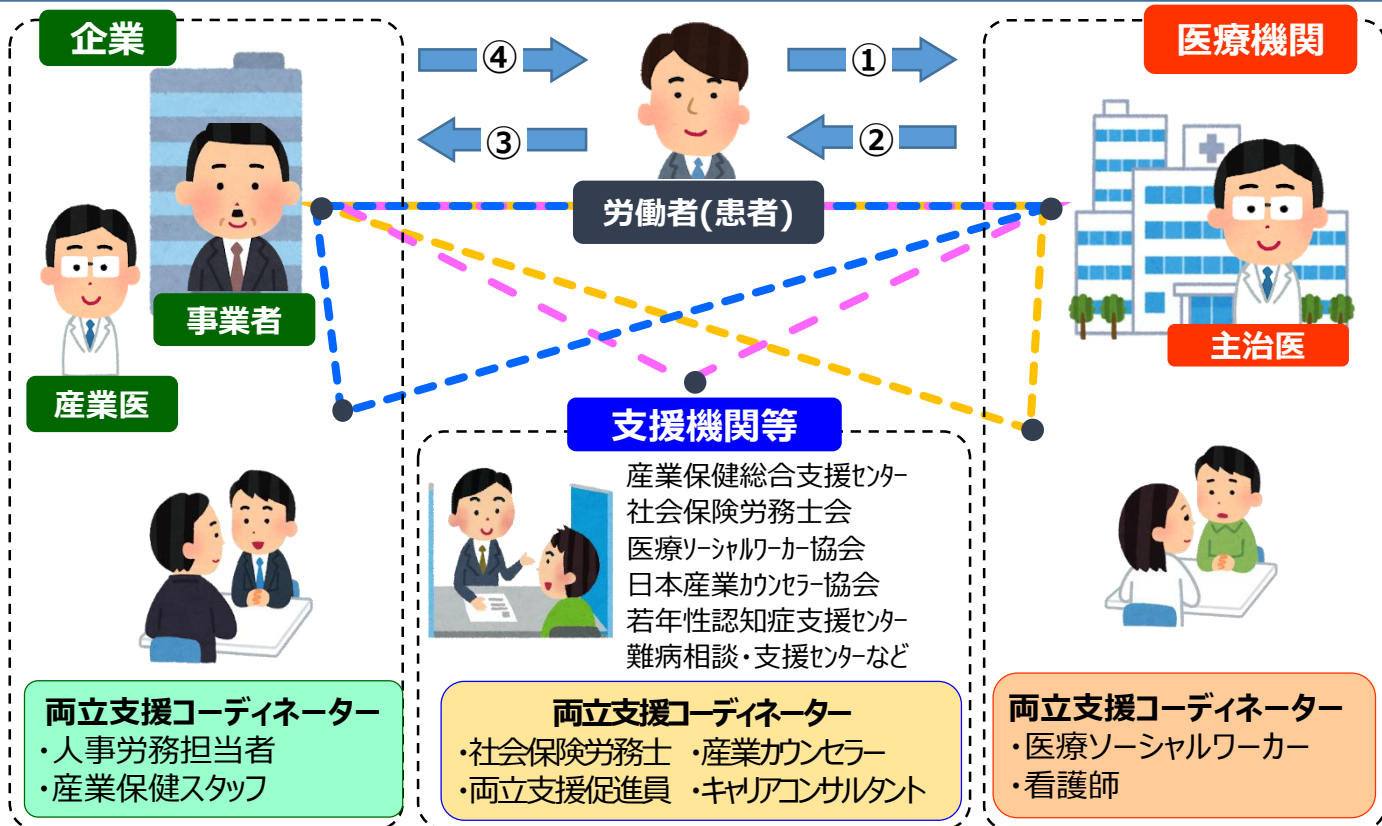 企業
医療機関
④
①
③
②
労働者(患者)
事業者
主治医
産業医
支援機関等
産業保健総合支援ｾﾝﾀｰ
社会保険労務士会
医療ｿｰｼｬﾙﾜｰｶｰ協会
日本産業ｶｳﾝｾﾗｰ協会
若年性認知症支援ｾﾝﾀｰ
難病相談・支援ｾﾝﾀｰなど
両立支援コーディネーター
・人事労務担当者
・産業保健スタッフ
両立支援コーディネーター
・社会保険労務士 ・産業カウンセラー
・両立支援促進員 ・キャリアコンサルタント
両立支援コーディネーター
・医療ソーシャルワーカー
・看護師